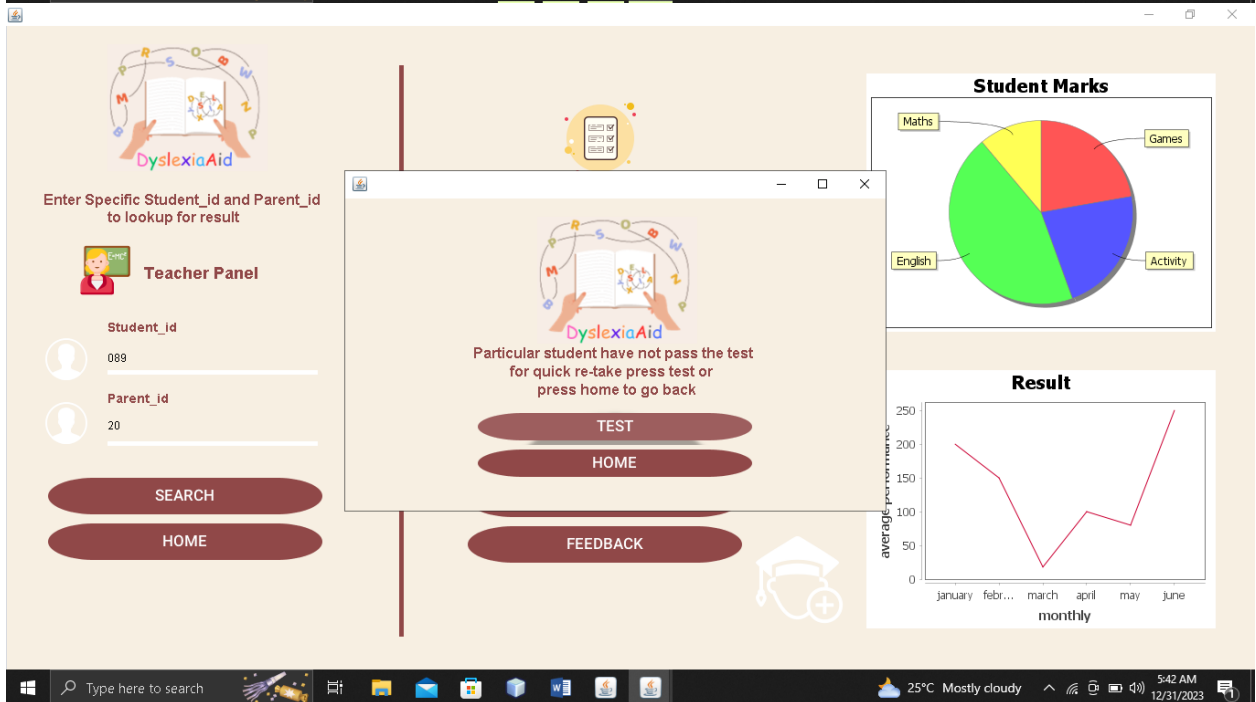 DyslexiaAid
Enter Specific Student_id and Parent_id
to lookup for result
Teacher Panel
Student_id
089
Parent_id
20
SEARCH
HOME
DyslexiaAid
Particular student have not pass the test
for quick re-take press test or
press home to go back
TEST
HOME
FEEDBACK
Student Marks
Maths
Games
English
Activity
Result
average performance
250
200
150
100
50
0
january febr... march april may june
monthly
Type here to search
25°C Mostly cloudy
5:42 AM
12/31/2023
1